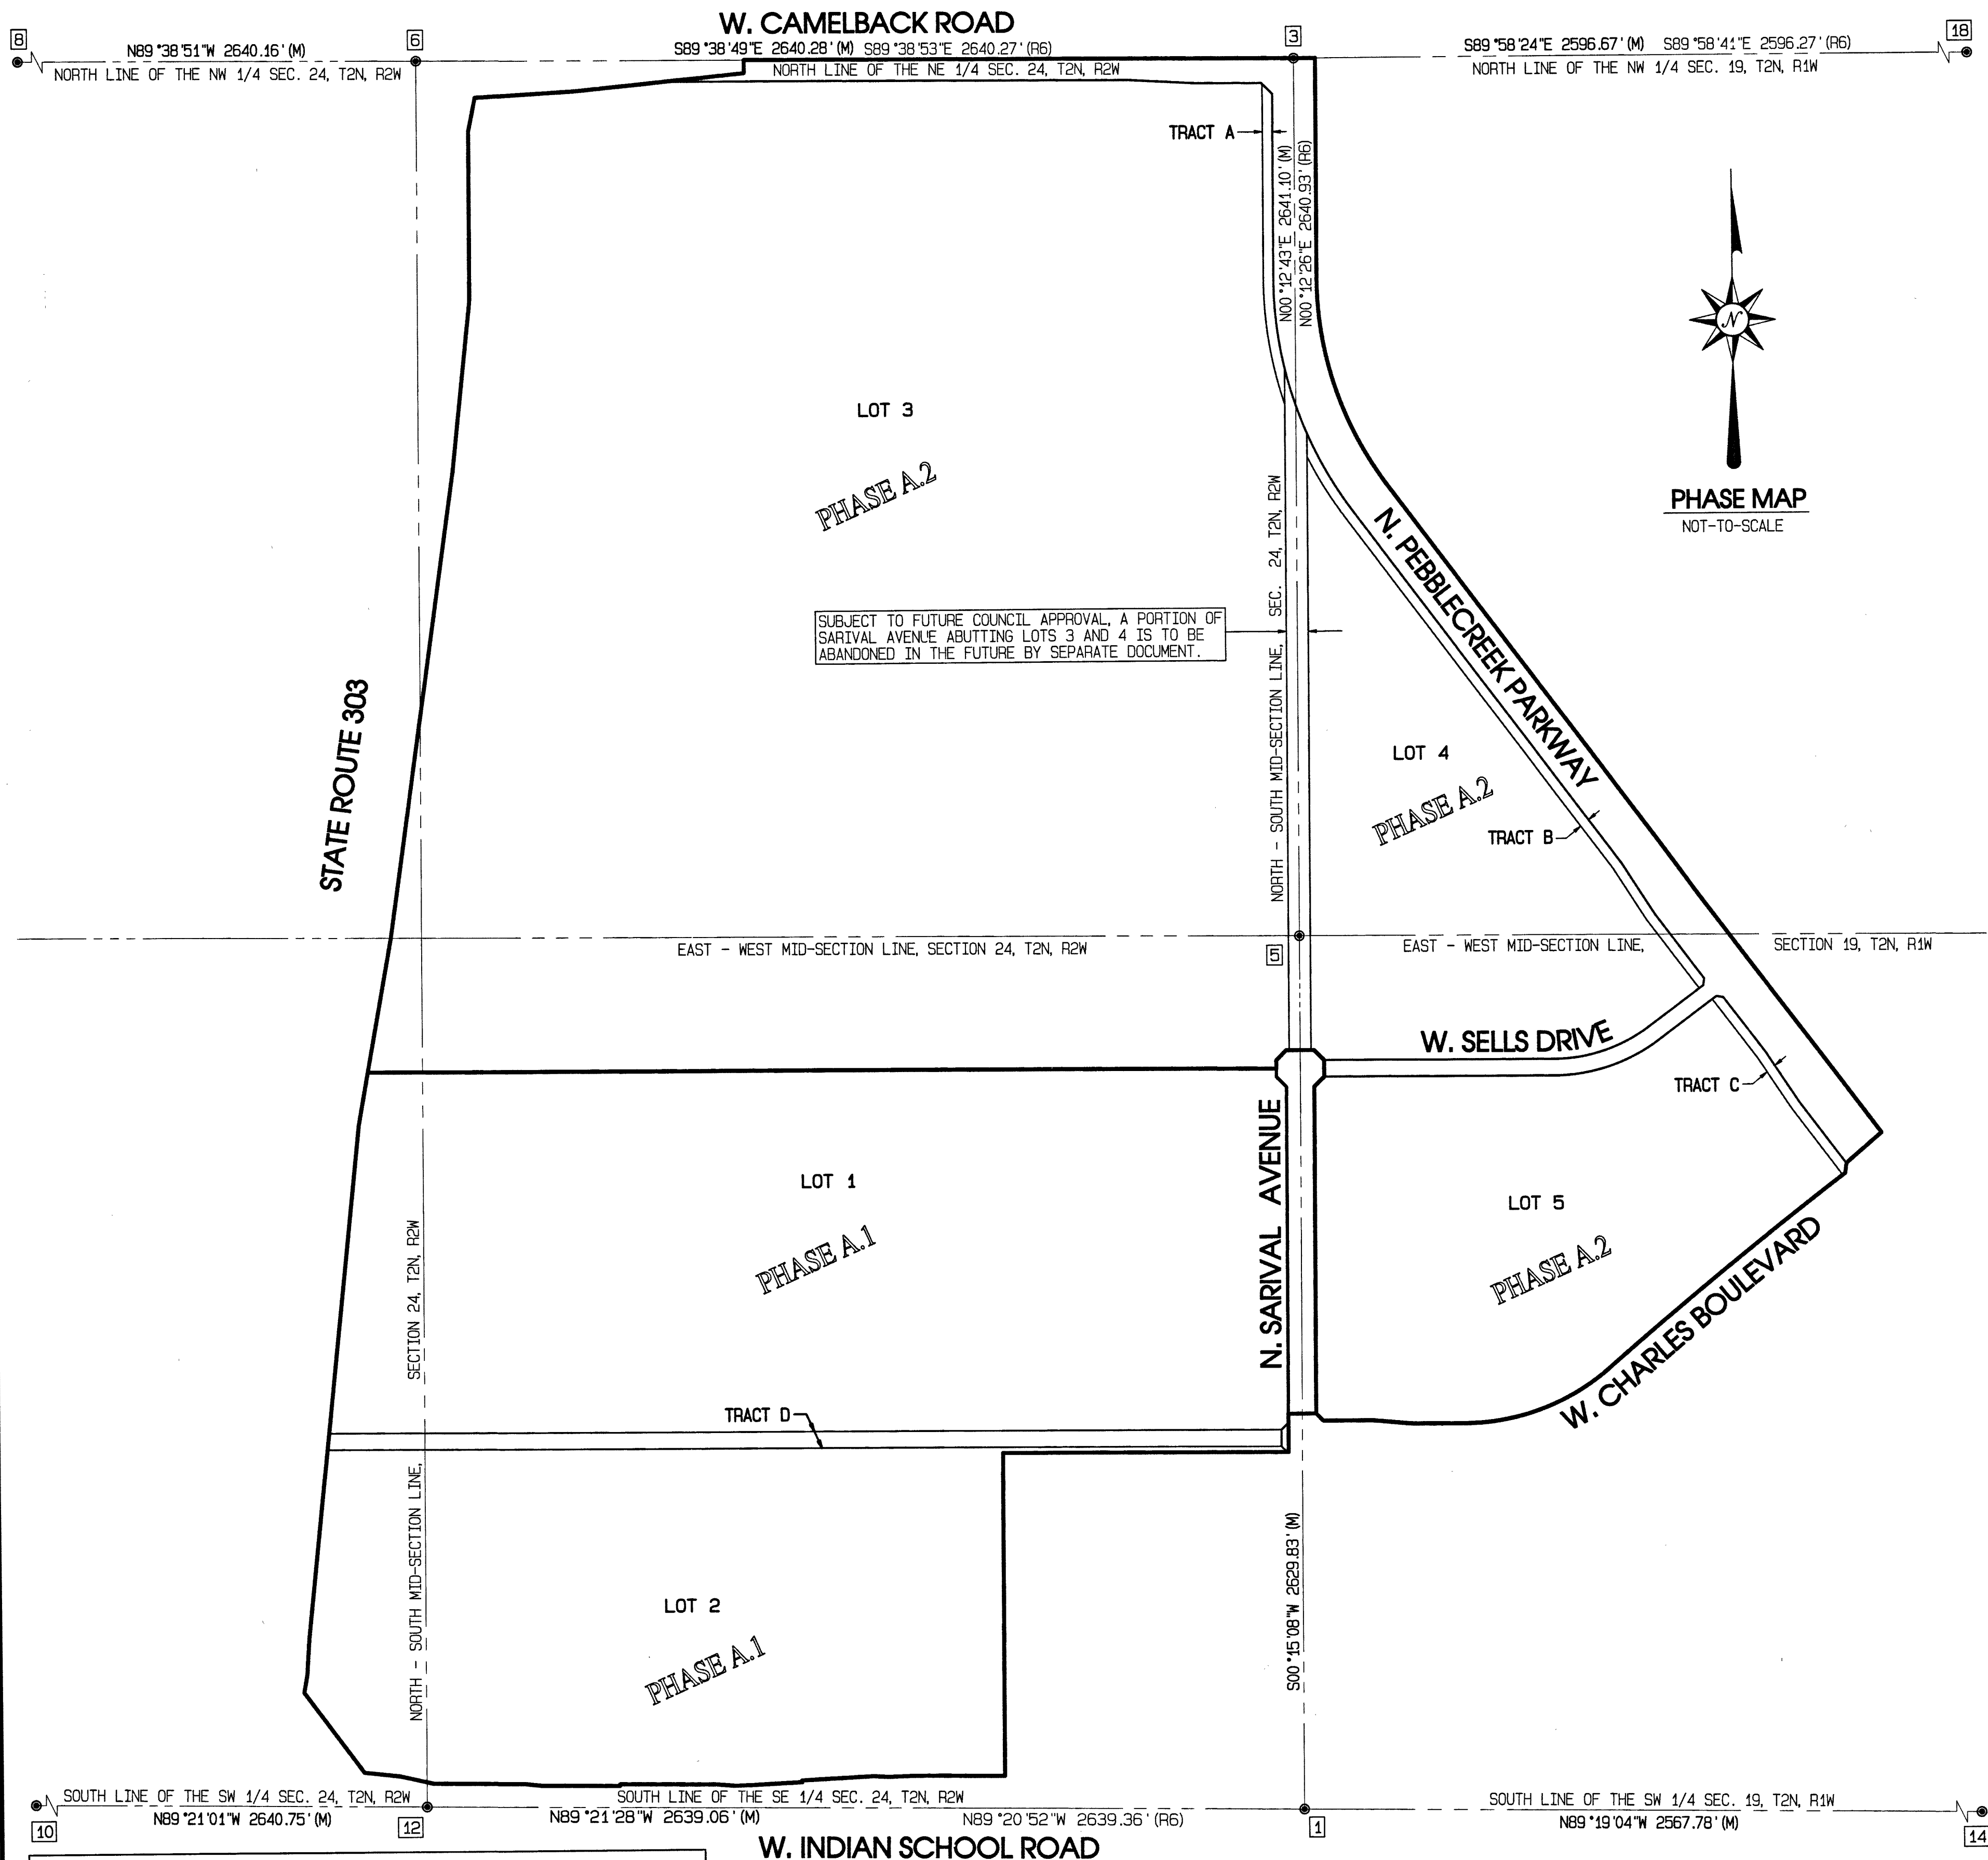 W. CAMELBACK ROAD
8
N89°38'51"W 2640.16' (M)
NORTH LINE OF THE NW 1/4 SEC. 24, T2N, R2W
6
S89°38'49"E 2640.28' (M) S89°38'53"E 2640.27' (R6)
NORTH LINE OF THE NE 1/4 SEC. 24, T2N, R2W
3
S89°58'24"E 2596.67' (M) S89°58'41"E 2596.27' (R6)
NORTH LINE OF THE NW 1/4 SEC. 19, T2N, R1W
18
TRACT A
N00°12'43"E 2641.10' (M)
N00°12'26"E 2640.93' (R6)
N
PHASE MAP
NOT-TO-SCALE
LOT 3
PHASE A.2
NORTH - SOUTH MID-SECTION LINE, SEC. 24, T2N, R2W
N. PEBBLECREEK PARKWAY
SUBJECT TO FUTURE COUNCIL APPROVAL, A PORTION OF
SARIVAL AVENUE ABUTTING LOTS 3 AND 4 IS TO BE
ABANDONED IN THE FUTURE BY SEPARATE DOCUMENT.
STATE ROUTE 303
LOT 4
PHASE A.2
TRACT B
EAST - WEST MID-SECTION LINE, SECTION 24, T2N, R2W
5
EAST - WEST MID-SECTION LINE, SECTION 19, T2N, R1W
W. SELLS DRIVE
TRACT C
N. SARIVAL AVENUE
LOT 1
PHASE A.1
LOT 5
PHASE A.2
W. CHARLES BOULEVARD
NORTH - SOUTH MID-SECTION LINE, SECTION 24, T2N, R2W
TRACT D
S00°15'08"W 2629.83' (M)
LOT 2
PHASE A.1
SOUTH LINE OF THE SW 1/4 SEC. 24, T2N, R2W
N89°21'01"W 2640.75' (M)
10
12
SOUTH LINE OF THE SE 1/4 SEC. 24, T2N, R2W
N89°21'28"W 2639.06' (M) N89°20'52"W 2639.36' (R6)
1
SOUTH LINE OF THE SW 1/4 SEC. 19, T2N, R1W
N89°19'04"W 2567.78' (M)
14
W. INDIAN SCHOOL ROAD